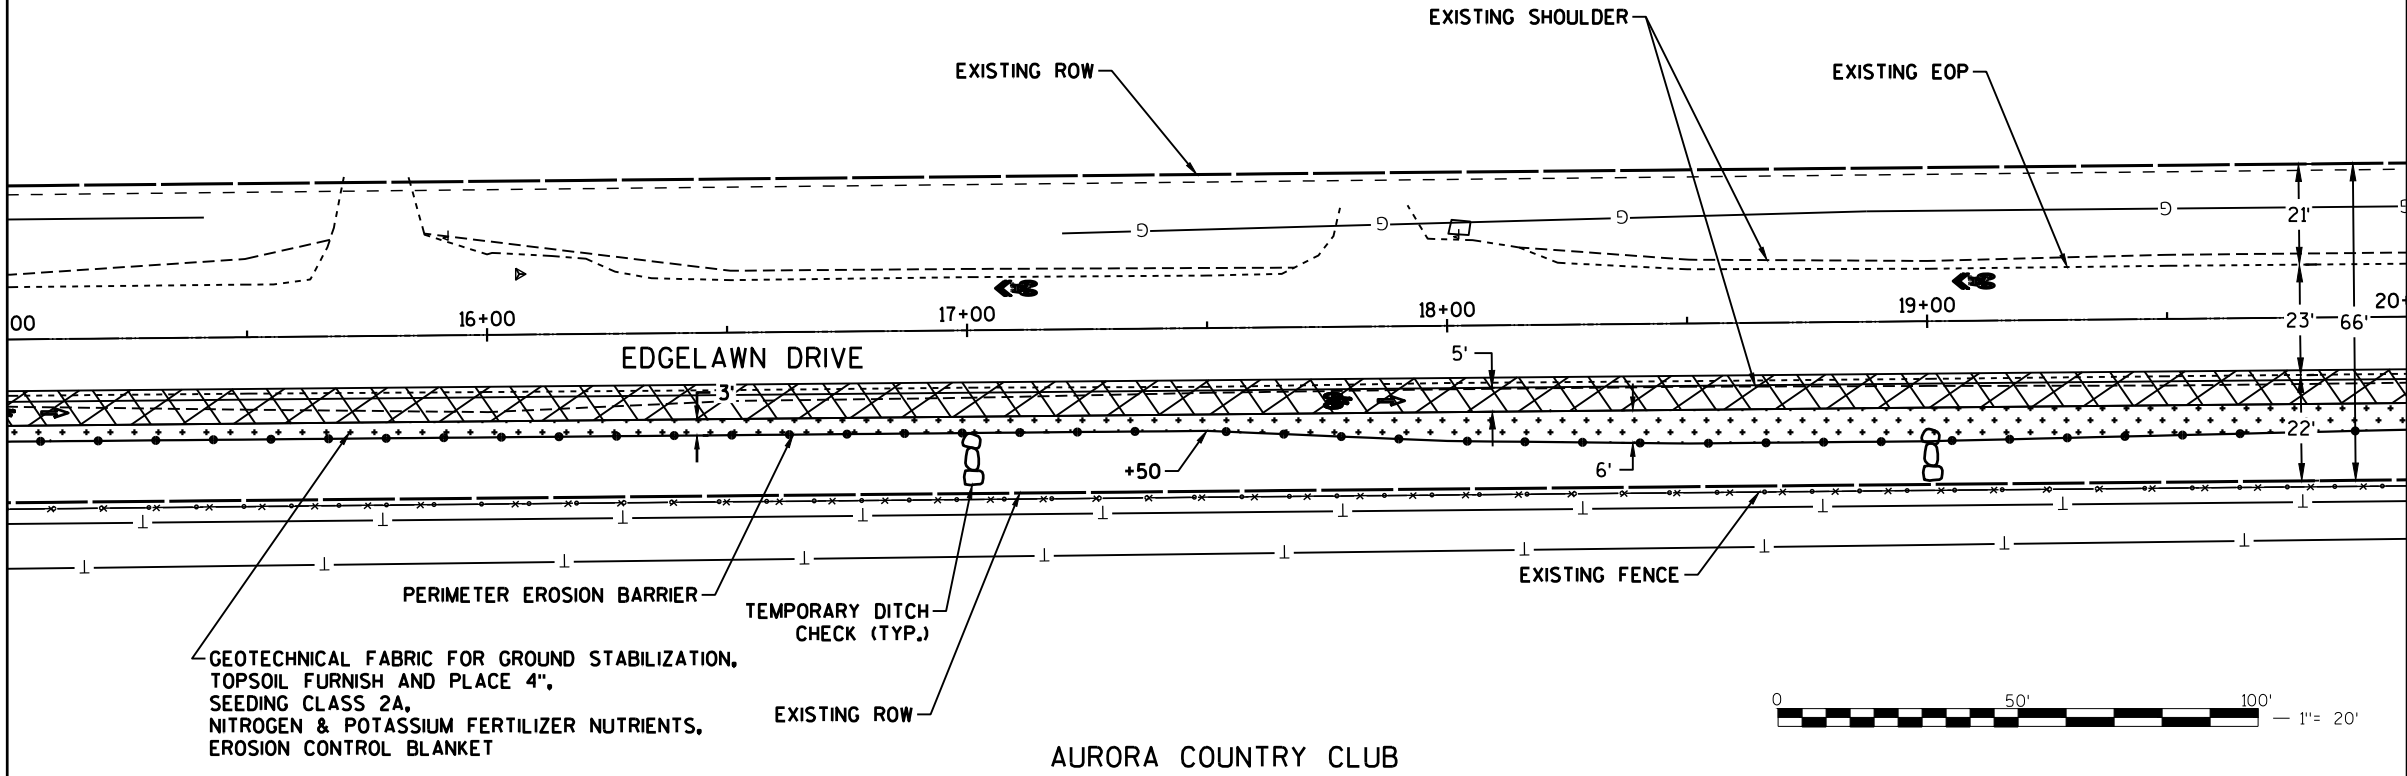 EXISTING SHOULDER
EXISTING ROW
EXISTING EOP
G
G
G
G
21'
00
16+00
17+00
18+00
19+00
20+
23'
66'
EDGELAWN DRIVE
5'
3'
22'
+50
6'
EXISTING FENCE
PERIMETER EROSION BARRIER
TEMPORARY DITCH
CHECK (TYP.)
GEOTECHNICAL FABRIC FOR GROUND STABILIZATION,
TOPSOIL FURNISH AND PLACE 4",
SEEDING CLASS 2A,
NITROGEN & POTASSIUM FERTILIZER NUTRIENTS,
EROSION CONTROL BLANKET
EXISTING ROW
0 50' 100'
1"= 20'
AURORA COUNTRY CLUB